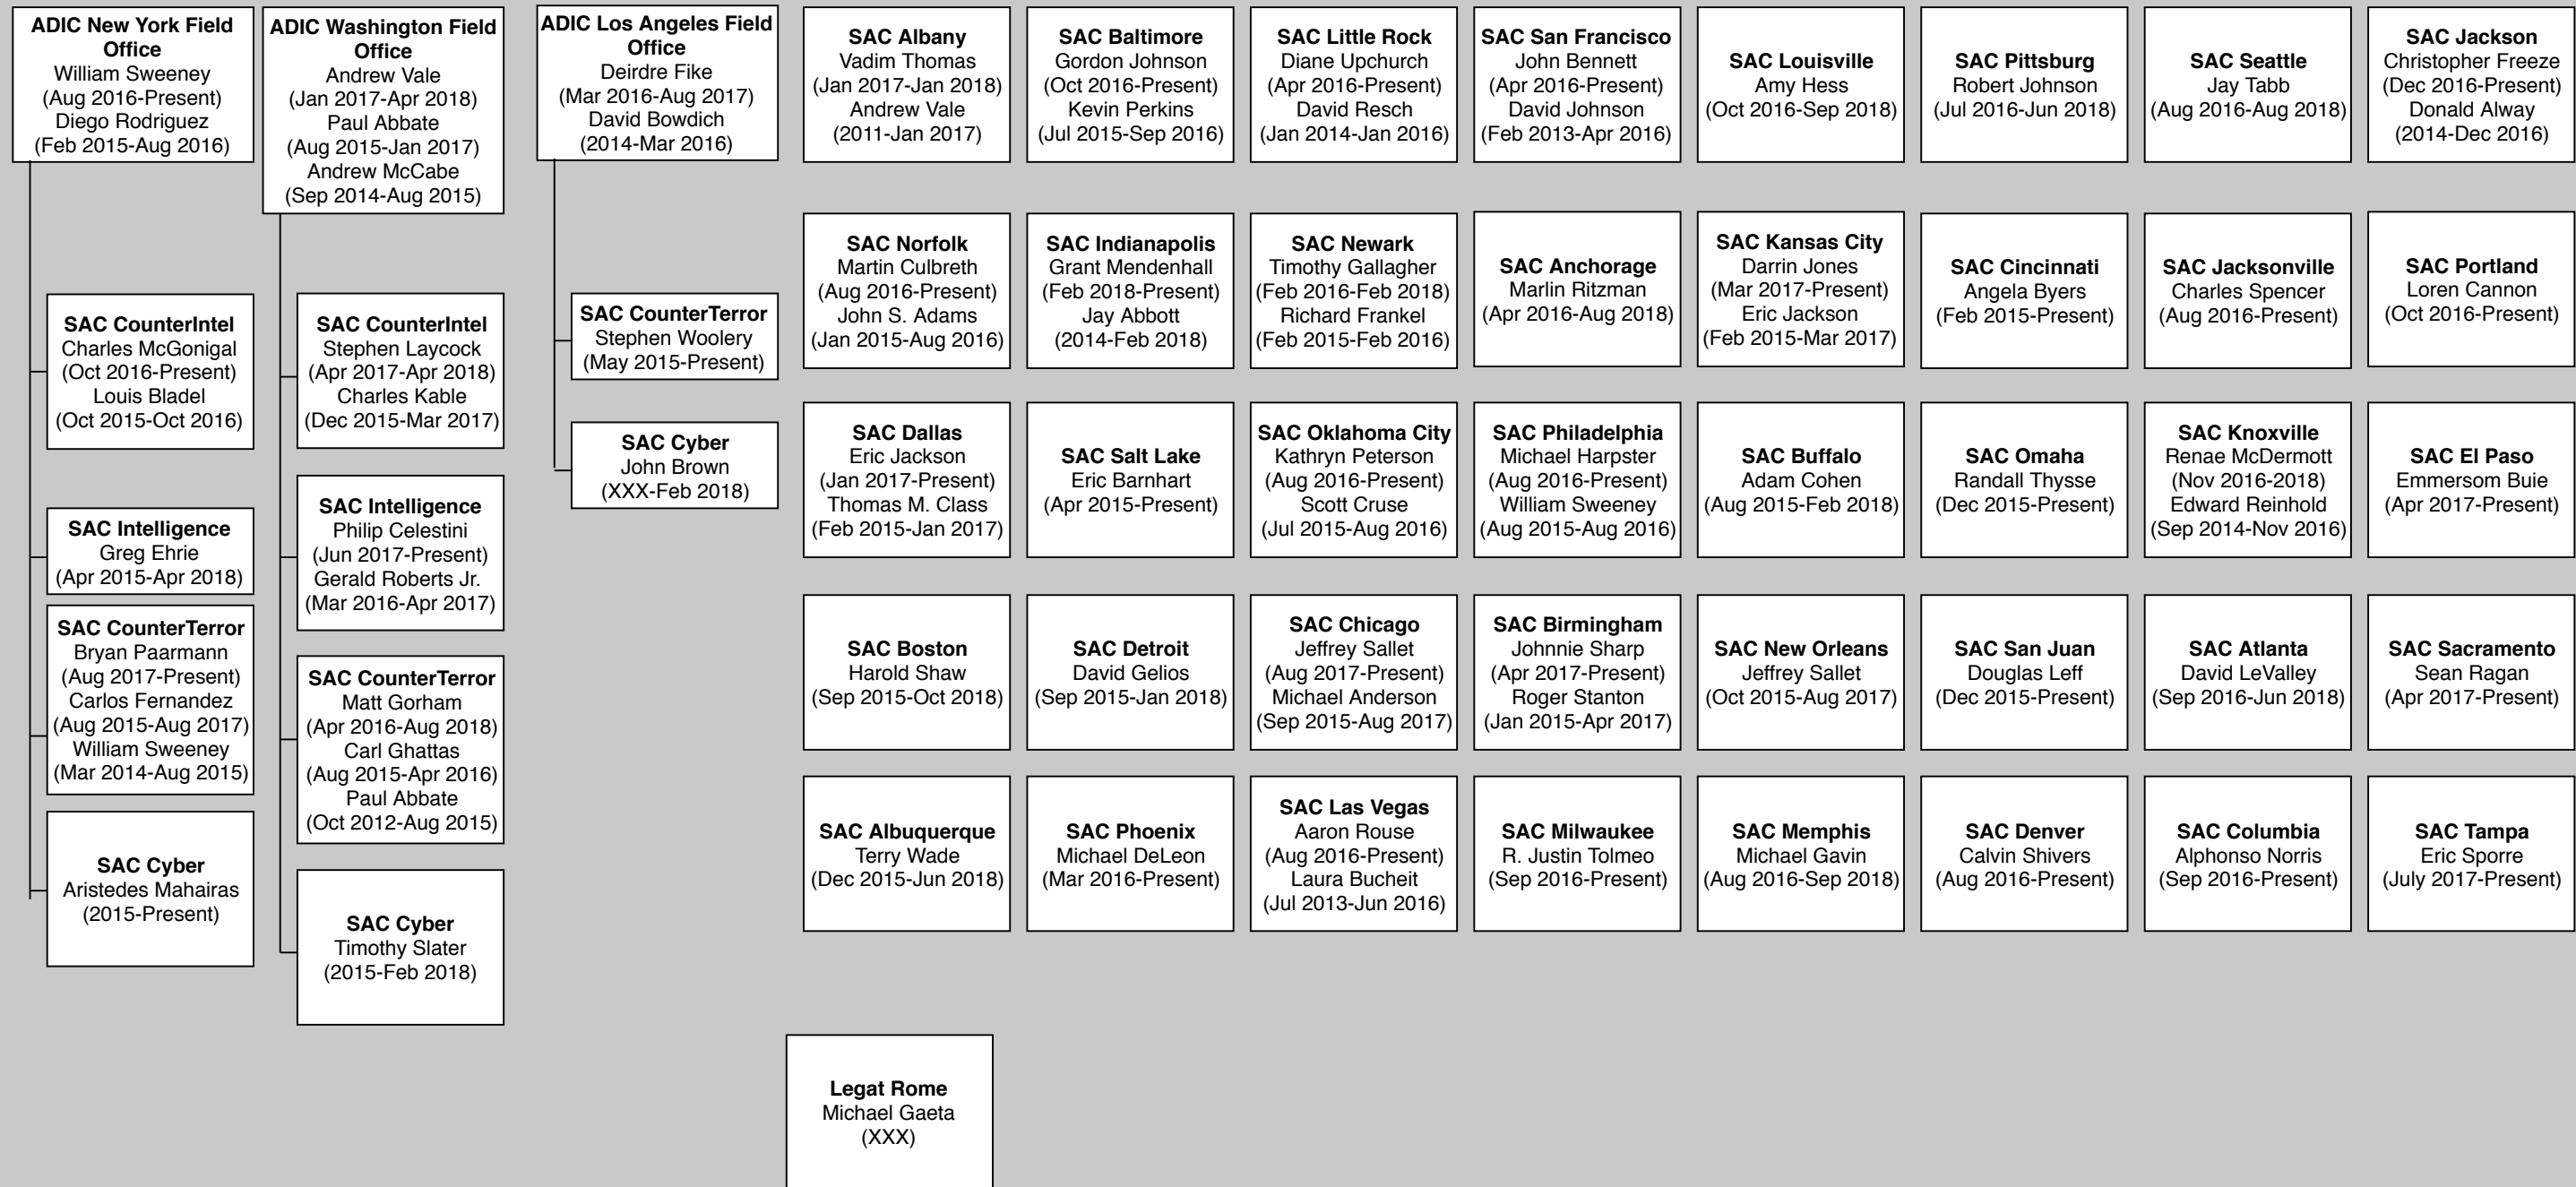 ADIC New York Field
Office
William Sweeney
(Aug 2016-Present)
Diego Rodriguez
(Feb 2015-Aug 2016)
SAC CounterIntel
Charles McGonigal
(Oct 2016-Present)
Louis Bladel
(Oct 2015-Oct 2016)
SAC Intelligence
Greg Ehrie
(Apr 2015-Apr 2018)
SAC CounterTerror
Bryan Paarmann
(Aug 2017-Present)
Carlos Fernandez
(Aug 2015-Aug 2017)
William Sweeney
(Mar 2014-Aug 2015)
SAC Cyber
Aristedes Mahairas
(2015-Present)
ADIC Washington Field
Office
Andrew Vale
(Jan 2017-Apr 2018)
Paul Abbate
(Aug 2015-Jan 2017)
Andrew McCabe
(Sep 2014-Aug 2015)
SAC CounterIntel
Stephen Laycock
(Apr 2017-Apr 2018)
Charles Kable
(Dec 2015-Mar 2017)
SAC Intelligence
Philip Celestini
(Jun 2017-Present)
Gerald Roberts Jr.
(Mar 2016-Apr 2017)
SAC CounterTerror
Matt Gorham
(Apr 2016-Aug 2018)
Carl Ghattas
(Aug 2015-Apr 2016)
Paul Abbate
(Oct 2012-Aug 2015)
SAC Cyber
Timothy Slater
(2015-Feb 2018)
ADIC Los Angeles Field
Office
Deirdre Fike
(Mar 2016-Aug 2017)
David Bowdich
(2014-Mar 2016)
SAC CounterTerror
Stephen Woolery
(May 2015-Present)
SAC Cyber
John Brown
(XXX-Feb 2018)
SAC Albany
Vadim Thomas
(Jan 2017-Jan 2018)
Andrew Vale
(2011-Jan 2017)
SAC Baltimore
Gordon Johnson
(Oct 2016-Present)
Kevin Perkins
(Jul 2015-Sep 2016)
SAC Little Rock
Diane Upchurch
(Apr 2016-Present)
David Resch
(Jan 2014-Jan 2016)
SAC San Francisco
John Bennett
(Apr 2016-Present)
David Johnson
(Feb 2013-Apr 2016)
SAC Louisville
Amy Hess
(Oct 2016-Sep 2018)
SAC Pittsburg
Robert Johnson
(Jul 2016-Jun 2018)
SAC Seattle
Jay Tabb
(Aug 2016-Aug 2018)
SAC Jackson
Christopher Freeze
(Dec 2016-Present)
Donald Alway
(2014-Dec 2016)
SAC Norfolk
Martin Culbreth
(Aug 2016-Present)
John S. Adams
(Jan 2015-Aug 2016)
SAC Indianapolis
Grant Mendenhall
(Feb 2018-Present)
Jay Abbott
(2014-Feb 2018)
SAC Newark
Timothy Gallagher
(Feb 2016-Feb 2018)
Richard Frankel
(Feb 2015-Feb 2016)
SAC Anchorage
Marlin Ritzman
(Apr 2016-Aug 2018)
SAC Kansas City
Darrin Jones
(Mar 2017-Present)
Eric Jackson
(Feb 2015-Mar 2017)
SAC Cincinnati
Angela Byers
(Feb 2015-Present)
SAC Jacksonville
Charles Spencer
(Aug 2016-Present)
SAC Portland
Loren Cannon
(Oct 2016-Present)
SAC Dallas
Eric Jackson
(Jan 2017-Present)
Thomas M. Class
(Feb 2015-Jan 2017)
SAC Salt Lake
Eric Barnhart
(Apr 2015-Present)
SAC Oklahoma City
Kathryn Peterson
(Aug 2016-Present)
Scott Cruse
(Jul 2015-Aug 2016)
SAC Philadelphia
Michael Harpster
(Aug 2016-Present)
William Sweeney
(Aug 2015-Aug 2016)
SAC Buffalo
Adam Cohen
(Aug 2015-Feb 2018)
SAC Omaha
Randall Thysse
(Dec 2015-Present)
SAC Knoxville
Renae McDermott
(Nov 2016-2018)
Edward Reinhold
(Sep 2014-Nov 2016)
SAC El Paso
Emmersom Buie
(Apr 2017-Present)
SAC Boston
Harold Shaw
(Sep 2015-Oct 2018)
SAC Detroit
David Gelios
(Sep 2015-Jan 2018)
SAC Chicago
Jeffrey Sallet
(Aug 2017-Present)
Michael Anderson
(Sep 2015-Aug 2017)
SAC Birmingham
Johnnie Sharp
(Apr 2017-Present)
Roger Stanton
(Jan 2015-Apr 2017)
SAC New Orleans
Jeffrey Sallet
(Oct 2015-Aug 2017)
SAC San Juan
Douglas Leff
(Dec 2015-Present)
SAC Atlanta
David LeValley
(Sep 2016-Jun 2018)
SAC Sacramento
Sean Ragan
(Apr 2017-Present)
SAC Albuquerque
Terry Wade
(Dec 2015-Jun 2018)
SAC Phoenix
Michael DeLeon
(Mar 2016-Present)
SAC Las Vegas
Aaron Rouse
(Aug 2016-Present)
Laura Bucheit
(Jul 2013-Jun 2016)
SAC Milwaukee
R. Justin Tolmeo
(Sep 2016-Present)
SAC Memphis
Michael Gavin
(Aug 2016-Sep 2018)
SAC Denver
Calvin Shivers
(Aug 2016-Present)
SAC Columbia
Alphonso Norris
(Sep 2016-Present)
SAC Tampa
Eric Sporre
(July 2017-Present)
Legat Rome
Michael Gaeta
(XXX)